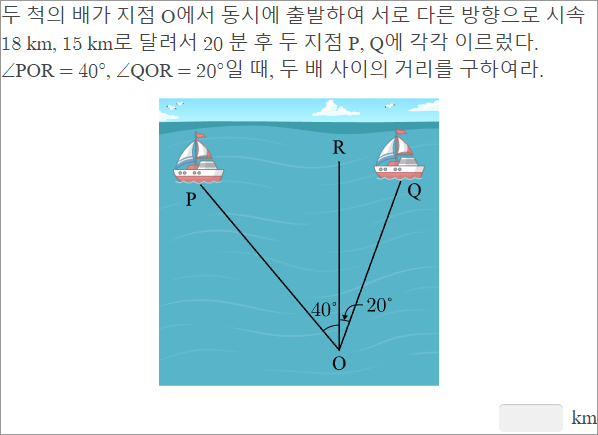 두 척의 배가 지점 O에서 동시에 출발하여 서로 다른 방향으로 시속
18 km, 15 km로 달려서 20 분 후 두 지점 P, Q에 각각 이르렀다.
∠POR = 40°, ∠QOR = 20°일 때, 두 배 사이의 거리를 구하여라.
R
P
Q
40°
20°
O
km